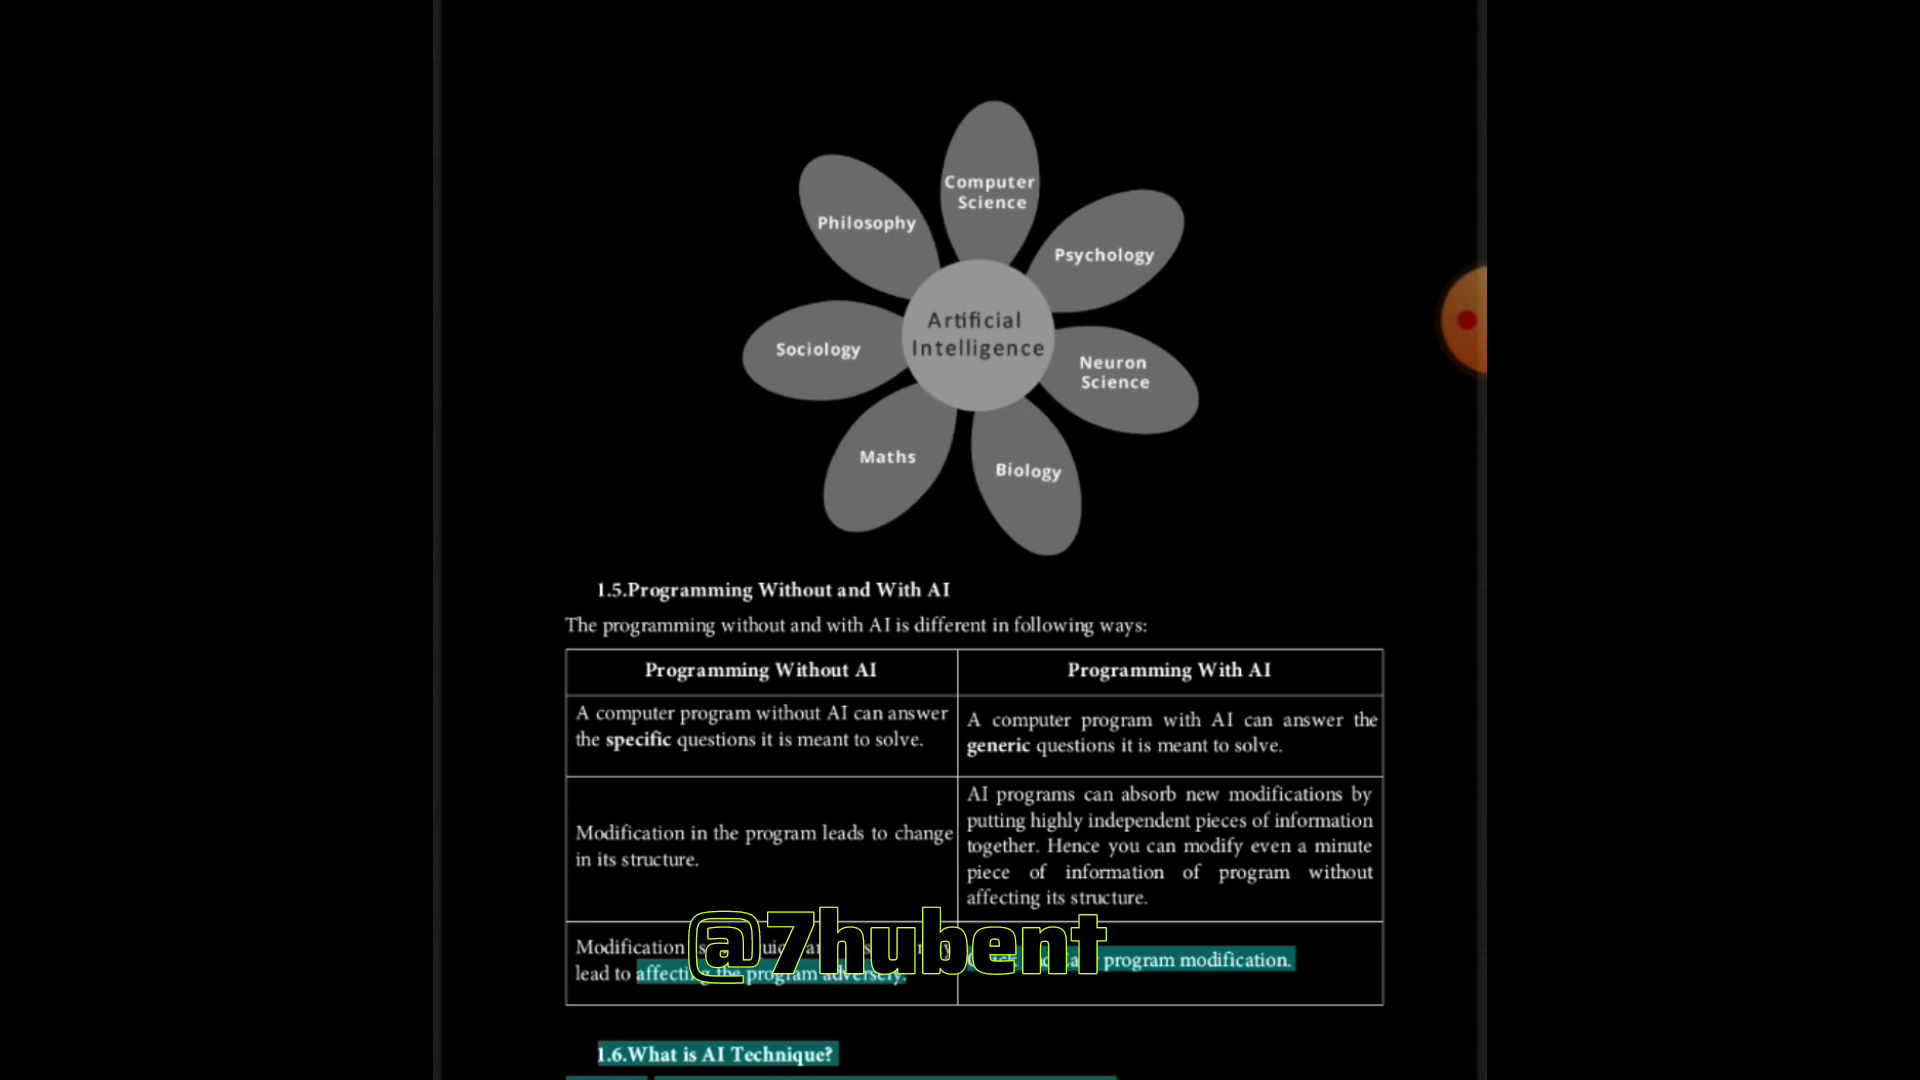 Computer
Science
Philosophy
Psychology
Artificial
Intelligence
Sociology
Neuron
Science
Maths
Biology
1.5.Programming Without and With AI
The programming without and with AI is different in following ways:
Programming Without AI
Programming With AI
A computer program without AI can answer
the specific questions it is meant to solve.
A computer program with AI can answer the
generic questions it is meant to solve.
Modification in the program leads to change
in its structure.
AI programs can absorb new modifications by
putting highly independent pieces of information
together. Hence you can modify even a minute
piece of information of program without
affecting its structure.
Modification
lead to affecting the program adversely.
program modification.
@7hubent
1.6.What is AI Technique?